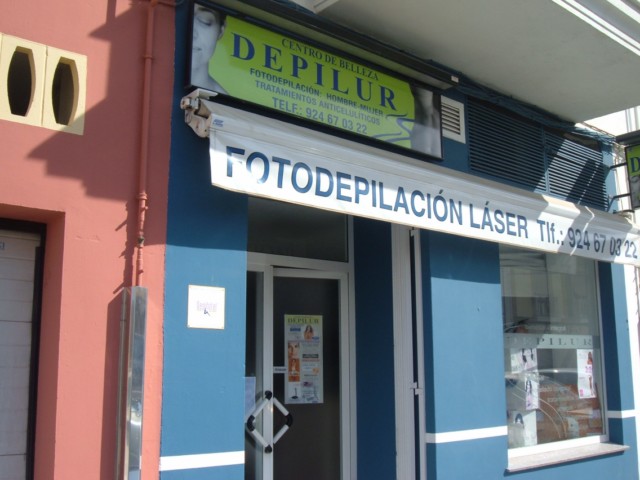 CENTRO DE BELLEZA
DEPILUR
FOTODEPILACIÓN: HOMBRE MUJER
TRATAMIENTOS ANTICELULÍTICOS
TELF.: 924 67 03 22
FOTODEPILACIÓN LÁSER Tlf.: 924 67 03 22
DEPILUR